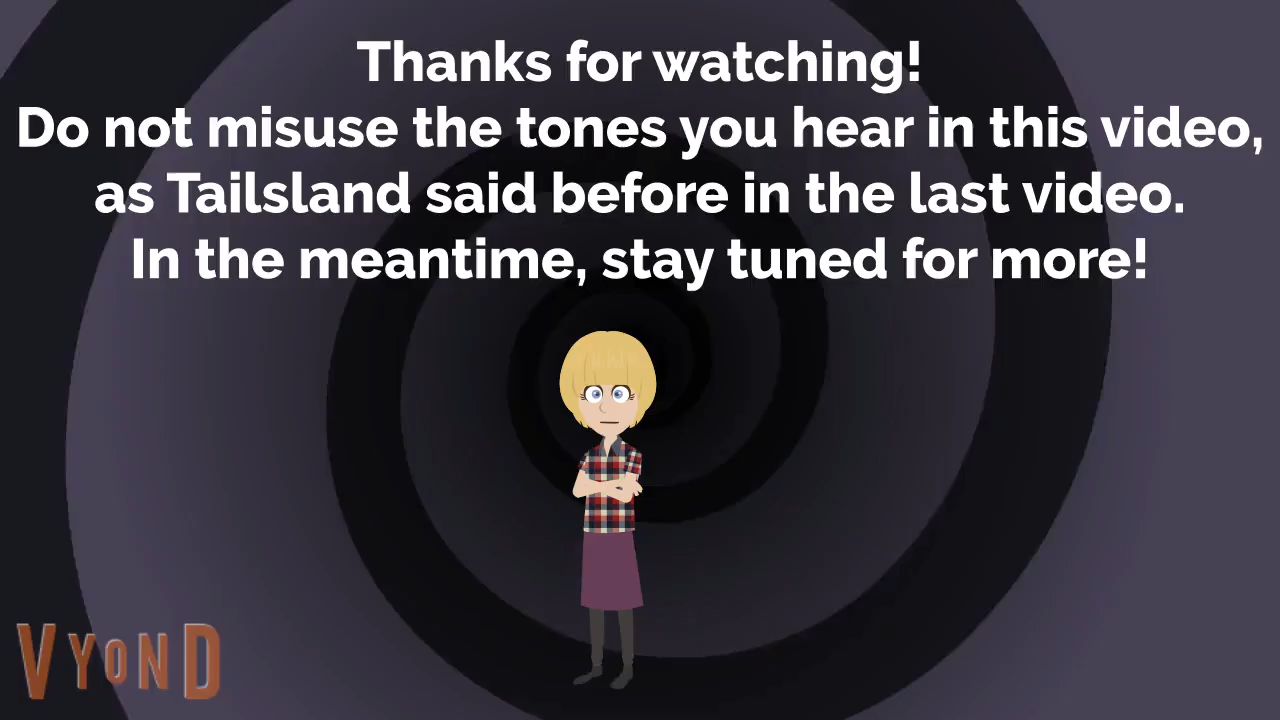 Thanks for watching!
Do not misuse the tones you hear in this video,
as Tailsland said before in the last video.
In the meantime, stay tuned for more!
VYOND